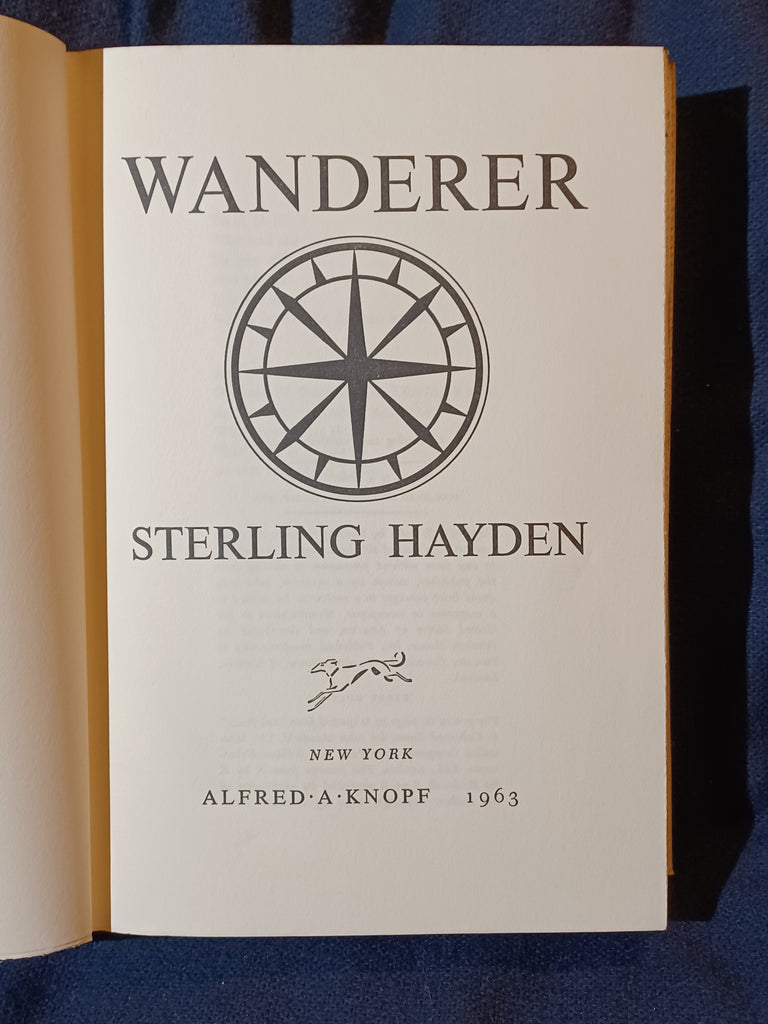 WANDERER
STERLING HAYDEN
NEW YORK
ALFRED·A·KNOPF 1963